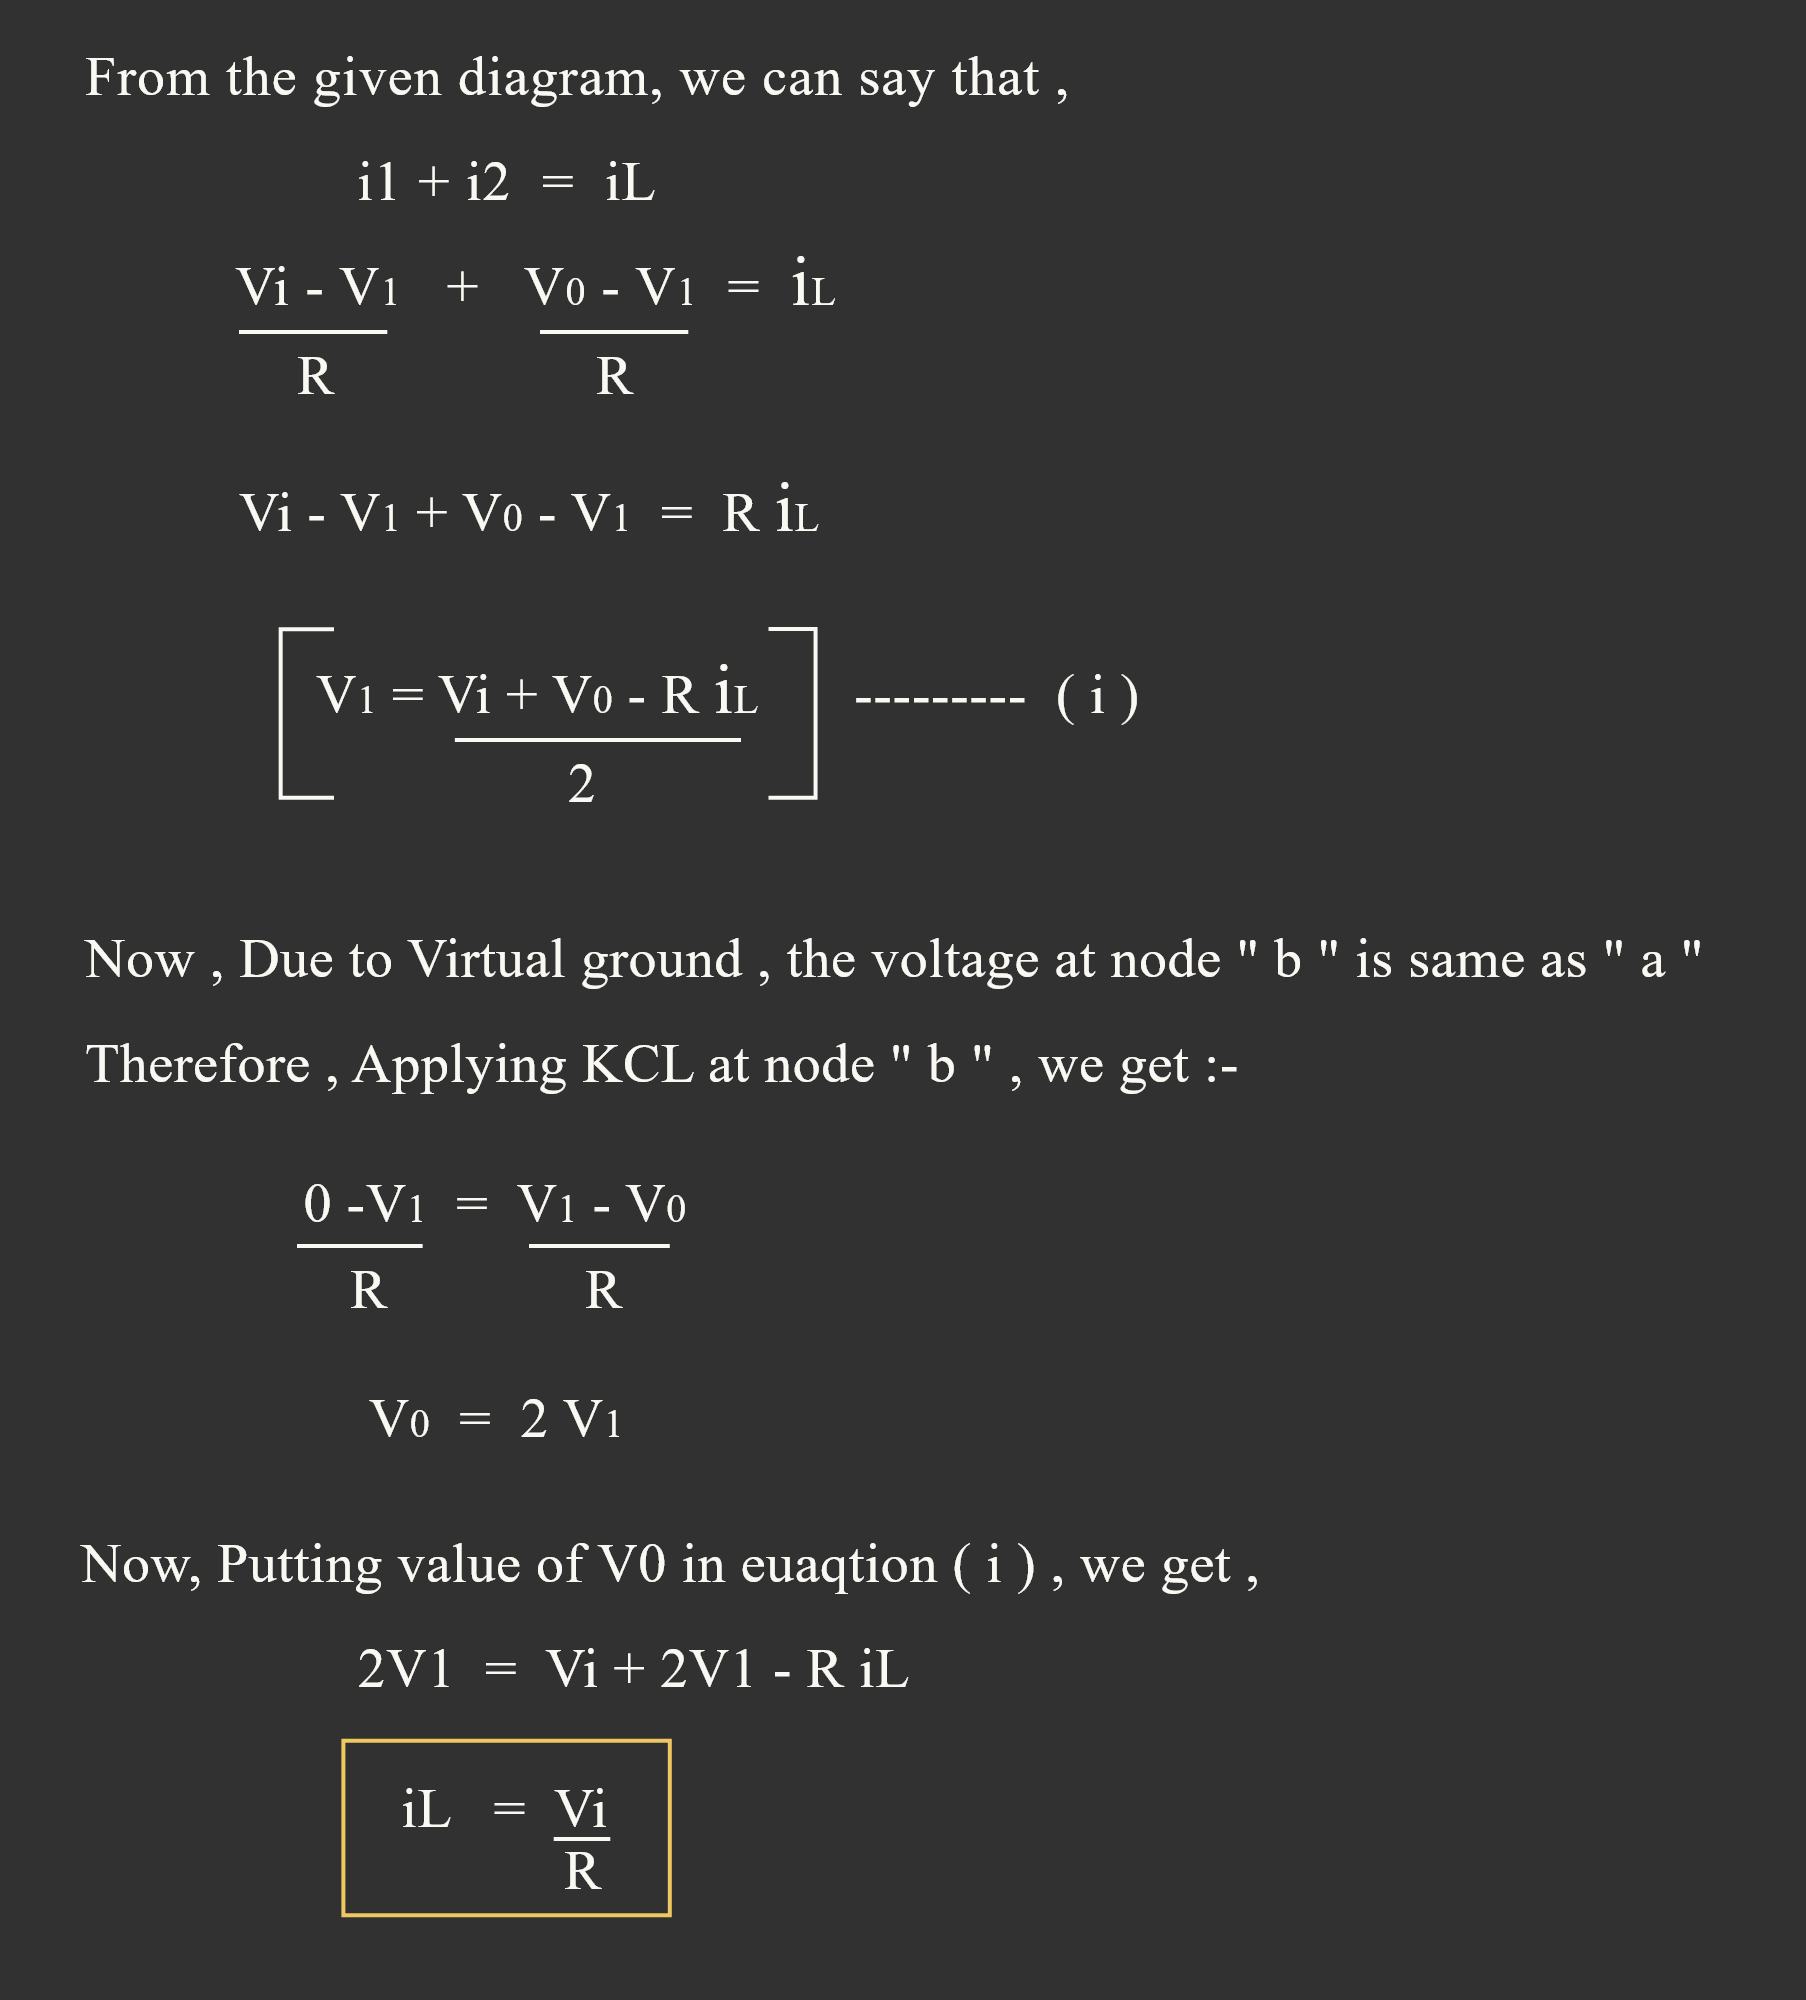 From the given diagram, we can say that ,
i1 + i2 = iL
Vi - V1 + V0 - V1 = iL
R R
Vi - V1 + V0 - V1 = R iL
V1 = Vi + V0 - R iL --------- ( i )
2
Now , Due to Virtual ground , the voltage at node " b " is same as " a "
Therefore , Applying KCL at node " b " , we get :-
0 -V1 = V1 - V0
R R
V0 = 2 V1
Now, Putting value of V0 in euaqtion ( i ) , we get ,
2V1 = Vi + 2V1 - R iL
iL = Vi
R